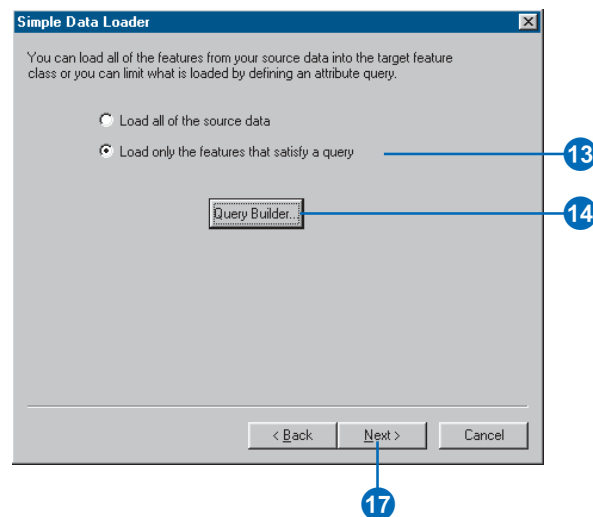 Simple Data Loader
You can load all of the features from your source data into the target feature
class or you can limit what is loaded by defining an attribute query.
Load all of the source data
Load only the features that satisfy a query
13
Query Builder...
14
< Back
Next >
Cancel
17